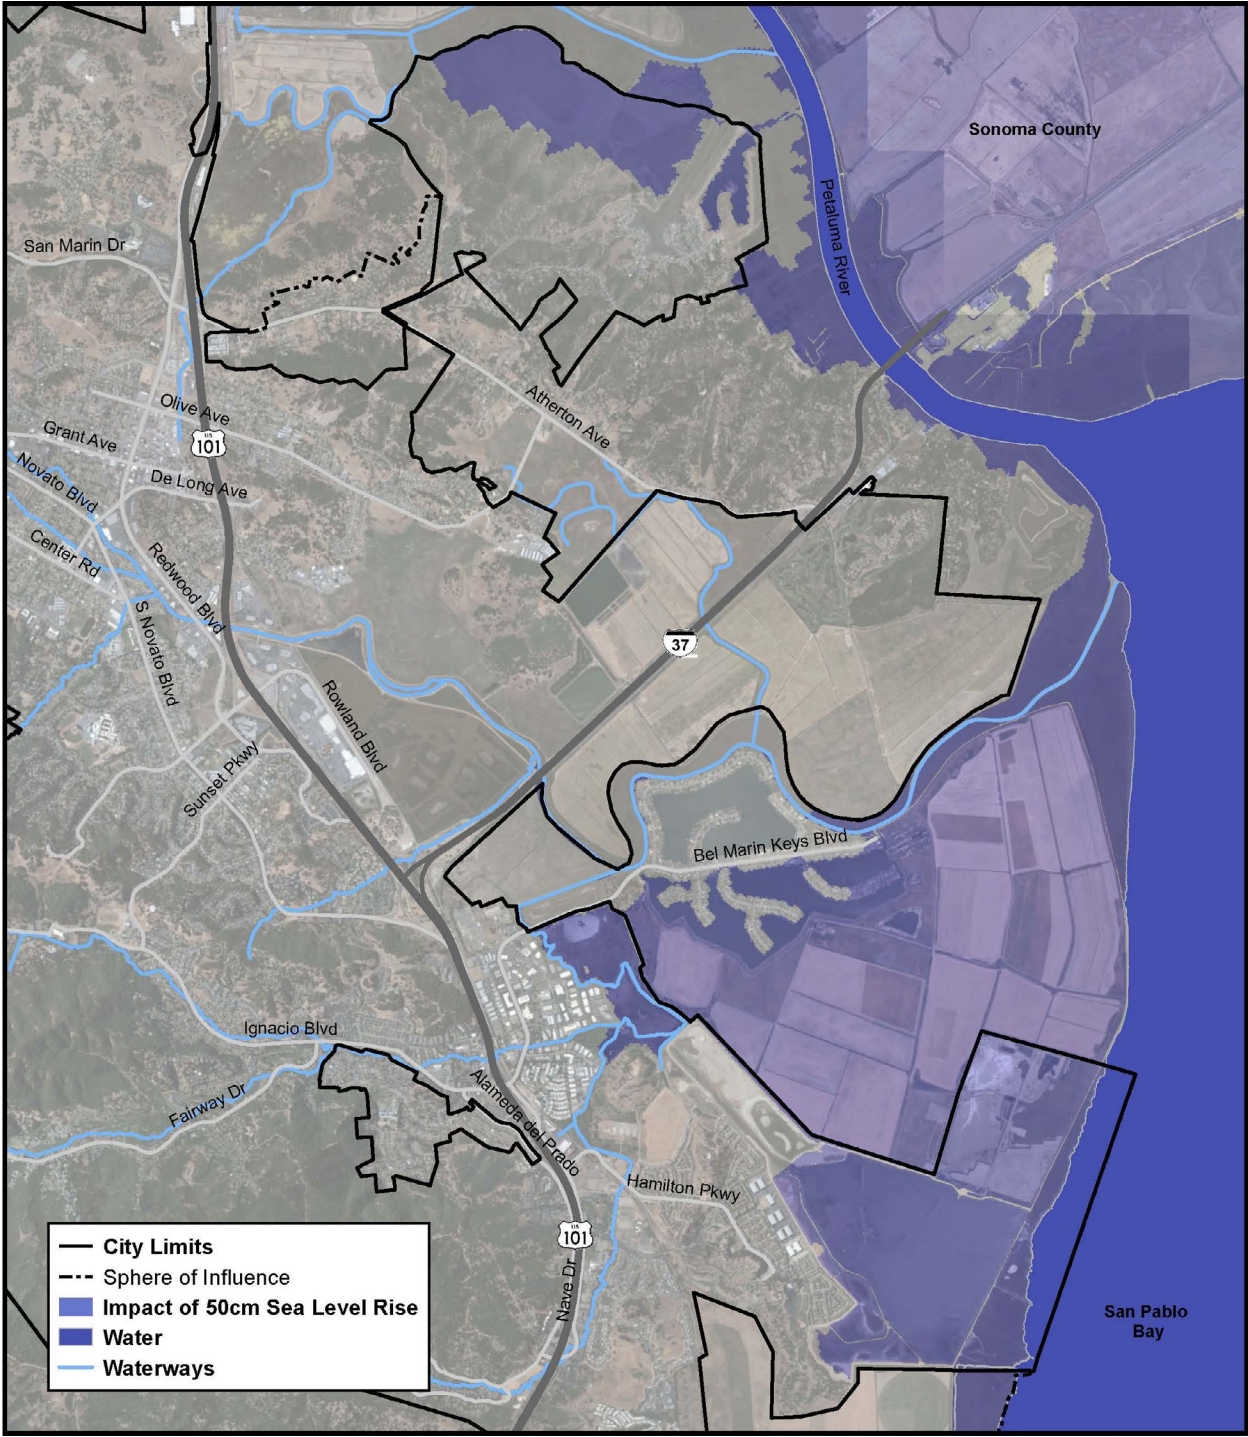 Sonoma County
Petaluma River
San Marin Dr
Olive Ave
Atherton Ave
Grant Ave
US
101
Novato Blvd
De Long Ave
Center Rd
Redwood Blvd
S Novato Blvd
37
Rowland Blvd
Sunset Pkwy
Bel Marin Keys Blvd
Ignacio Blvd
Fairway Dr
Alameda del Prado
Hamilton Pkwy
US
101
Nave Dr
San Pablo
Bay
City Limits
Sphere of Influence
Impact of 50cm Sea Level Rise
Water
Waterways